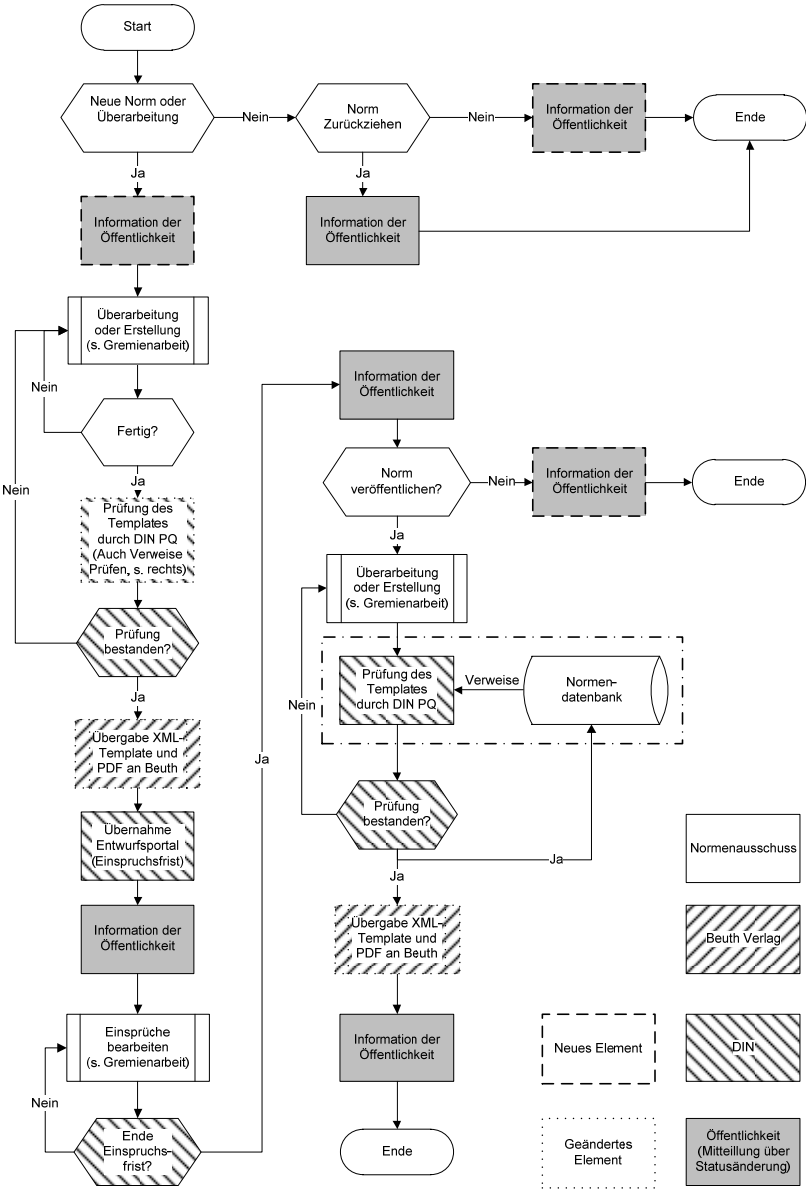 Start
Neue Norm oder
Überarbeitung
Nein
Norm
Zurückziehen
Nein
Information der
Öffentlichkeit
Ende
Ja
Ja
Information der
Öffentlichkeit
Information der
Öffentlichkeit
Überarbeitung
oder Erstellung
(s. Gremienarbeit)
Nein
Fertig?
Ja
Nein
Prüfung des
Templates
durch DIN PQ
(Auch Verweise
Prüfen, s. rechts)
Prüfung
bestanden?
Ja
Übergabe XML-
Template und
PDF an Beuth
Übernahme
Entwurfsportal
(Einspruchsfrist)
Information der
Öffentlichkeit
Einsprüche
bearbeiten
(s. Gremienarbeit)
Nein
Ende
Einspruchs-
frist?
Ja
Information der
Öffentlichkeit
Norm
veröffentlichen?
Nein
Information der
Öffentlichkeit
Ende
Ja
Überarbeitung
oder Erstellung
(s. Gremienarbeit)
Prüfung des
Templates
durch DIN PQ
Verweise
Normen-
datenbank
Nein
Prüfung
bestanden?
Ja
Ja
Übergabe XML-
Template und
PDF an Beuth
Information der
Öffentlichkeit
Ende
Normenausschuss
Beuth Verlag
Neues Element
DIN
Geändertes
Element
Öffentlichkeit
(Mitteillung über
Statusänderung)